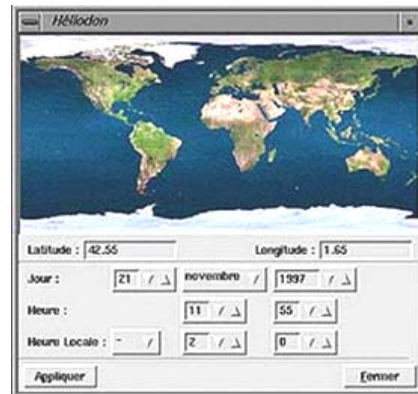 Hèliodon
Latitude : 42.55 Longitude : 1.65
Jour : 21 novembre 1997
Heure : 11 55
Heure Locale : - 2 0
Appliquer Fermer